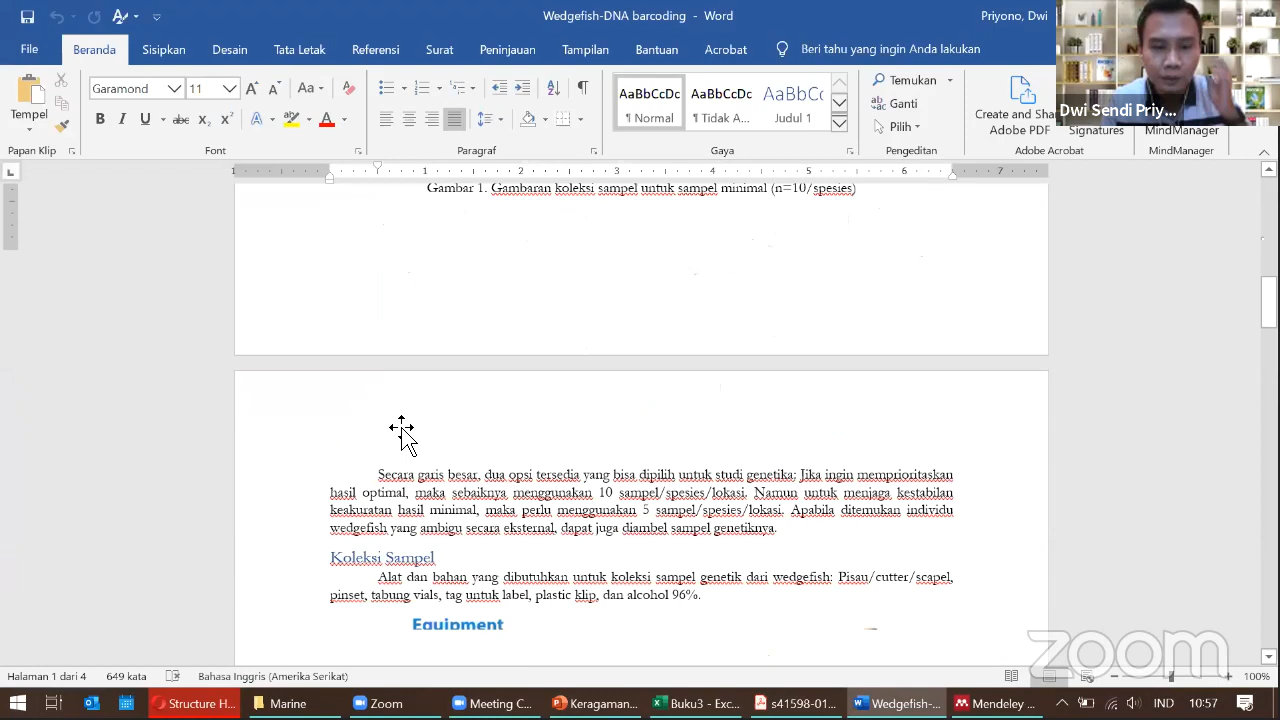 Wedgefish-DNA barcoding - Word
Priyono, Dwi
File Beranda Sisipkan Desain Tata Letak Referensi Surat Peninjauan Tampilan Bantuan Acrobat Beri tahu yang ingin Anda lakukan
Tempel
Garamond 11
AaBbCcDc AaBbCcDc AaBbCc
¶ Normal ¶ Tidak A... Judul 1
Temukan
Ganti
Pilih
Create and Sha
Adobe PDF
Signatures
MindManager
Dwi Sendi Priy...
Papan Klip Font Paragraf Gaya Pengeditan Adobe Acrobat MindManager
1 1 2 3 4 5 6 7
Gambar 1. Gambaran koleksi sampel untuk sampel minimal (n=10/spesies)
Secara garis besar, dua opsi tersedia yang bisa dipilih untuk studi genetika: Jika ingin memprioritaskan
hasil optimal, maka sebaiknya menggunakan 10 sampel/spesies/lokasi. Namun untuk menjaga kestabilan
keakuratan hasil minimal, maka perlu menggunakan 5 sampel/spesies/lokasi. Apabila ditemukan individu
wedgefish yang ambigu secara eksternal, dapat juga diambel sampel genetiknya.
Koleksi Sampel
Alat dan bahan yang dibutuhkan untuk koleksi sampel genetik dari wedgefish: Pisau/cutter/scapel,
pinset, tabung vials, tag untuk label, plastic klip, dan alcohol 96%.
Equipment
zoom
Halaman 1 dari 4 649 kata Bahasa Inggris (Amerika Serikat) 100%
Structure H... Marine Zoom Meeting C... Keragaman... Buku3 - Exc... s41598-01... Wedgefish-... Mendeley ... IND 10:57